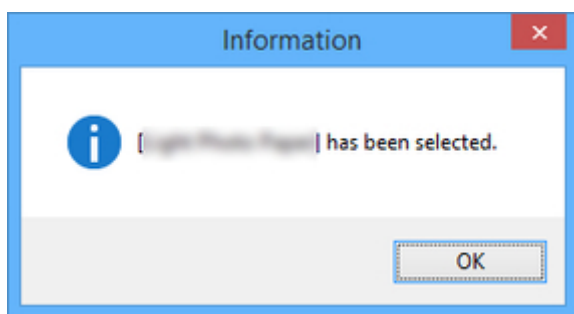 Information
[ ] has been selected.
OK